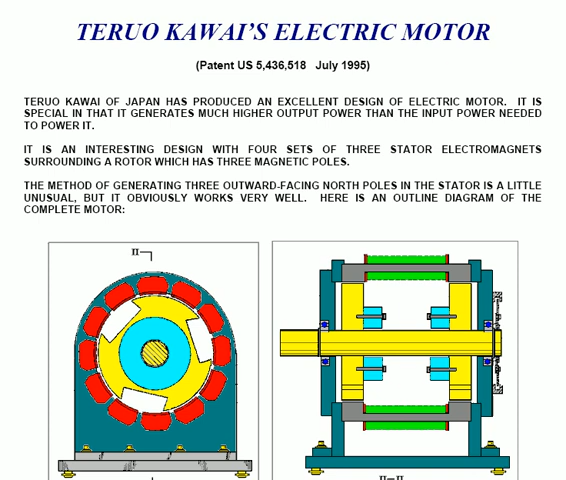 TERUO KAWAI'S ELECTRIC MOTOR
(Patent US 5,436,518 July 1995)
TERUO KAWAI OF JAPAN HAS PRODUCED AN EXCELLENT DESIGN OF ELECTRIC MOTOR. IT IS
SPECIAL IN THAT IT GENERATES MUCH HIGHER OUTPUT POWER THAN THE INPUT POWER NEEDED
TO POWER IT.
IT IS AN INTERESTING DESIGN WITH FOUR SETS OF THREE STATOR ELECTROMAGNETS
SURROUNDING A ROTOR WHICH HAS THREE MAGNETIC POLES.
THE METHOD OF GENERATING THREE OUTWARD-FACING NORTH POLES IN THE STATOR IS A LITTLE
UNUSUAL, BUT IT OBVIOUSLY WORKS VERY WELL. HERE IS AN OUTLINE DIAGRAM OF THE
COMPLETE MOTOR:
II
II-II